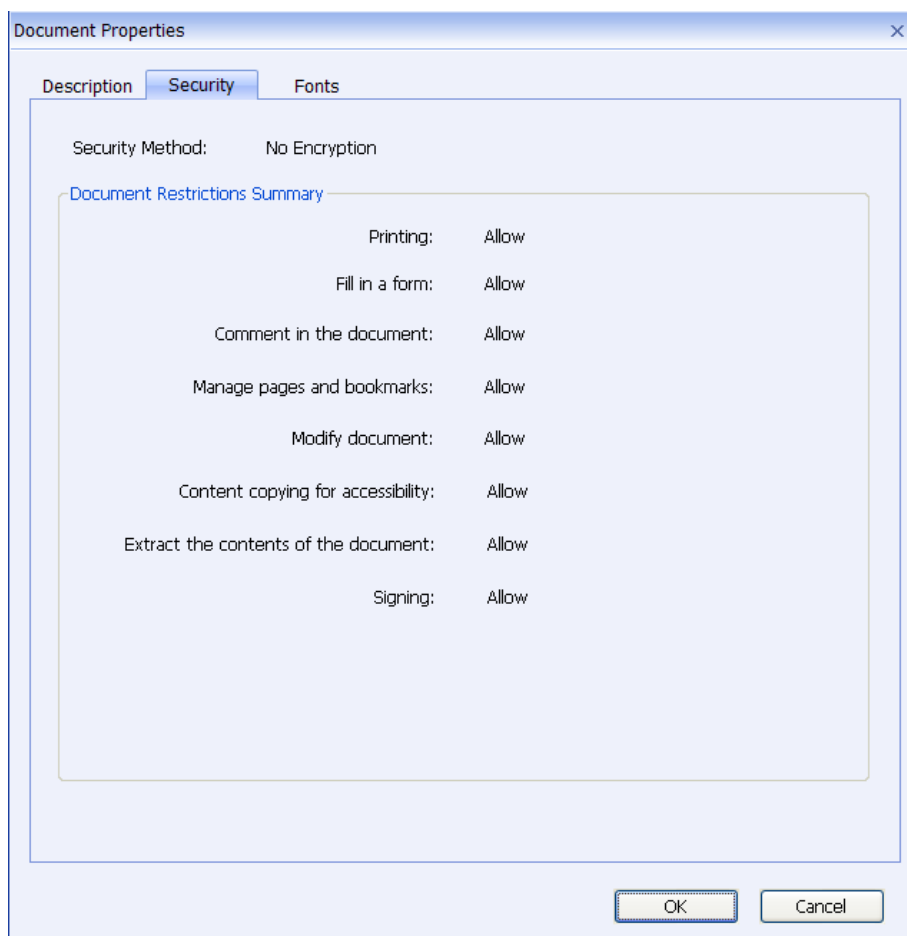 Document Properties
Description Security Fonts
Security Method: No Encryption
Document Restrictions Summary
Printing: Allow
Fill in a form: Allow
Comment in the document: Allow
Manage pages and bookmarks: Allow
Modify document: Allow
Content copying for accessibility: Allow
Extract the contents of the document: Allow
Signing: Allow
OK Cancel